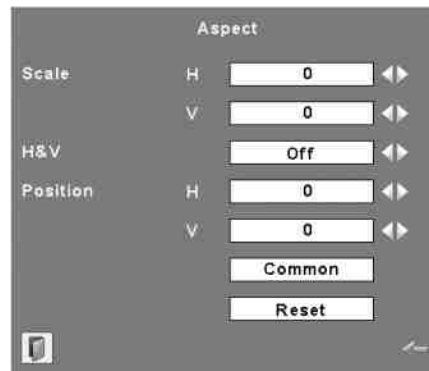 Aspect
Scale H 0
V 0
H&V Off
Position H 0
V 0
Common
Reset